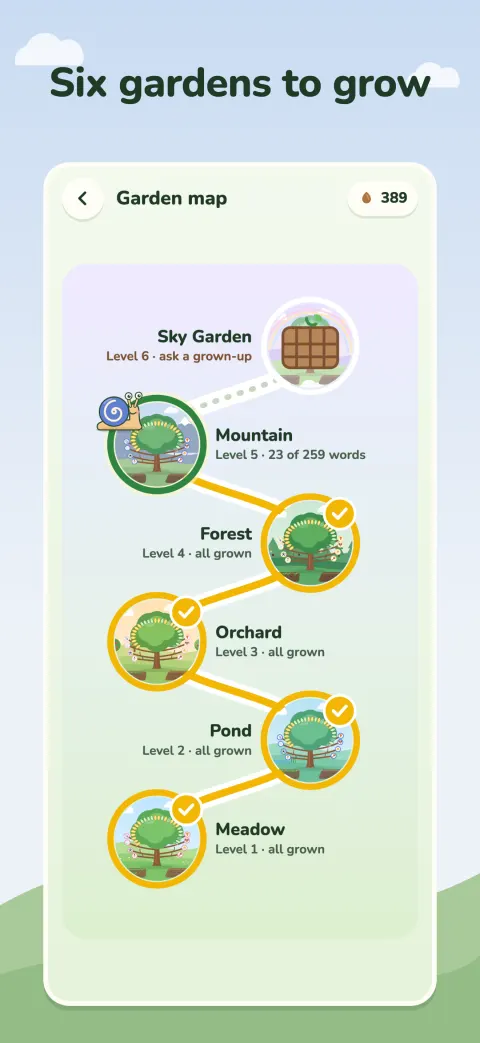 Six gardens to grow
Garden map
389
Sky Garden
Level 6 · ask a grown-up
Mountain
Level 5 · 23 of 259 words
Forest
Level 4 · all grown
Orchard
Level 3 · all grown
Pond
Level 2 · all grown
Meadow
Level 1 · all grown